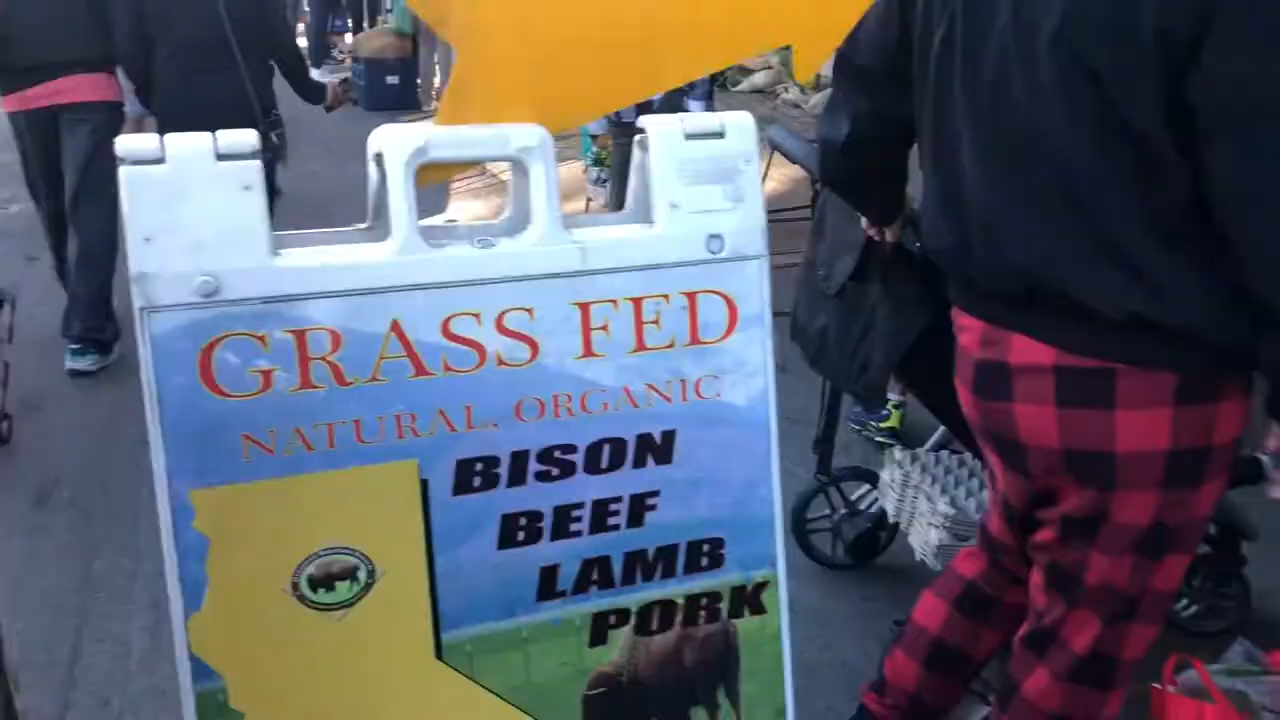 GRASS FED
NATURAL, ORGANIC
BISON
BEEF
LAMB
PORK